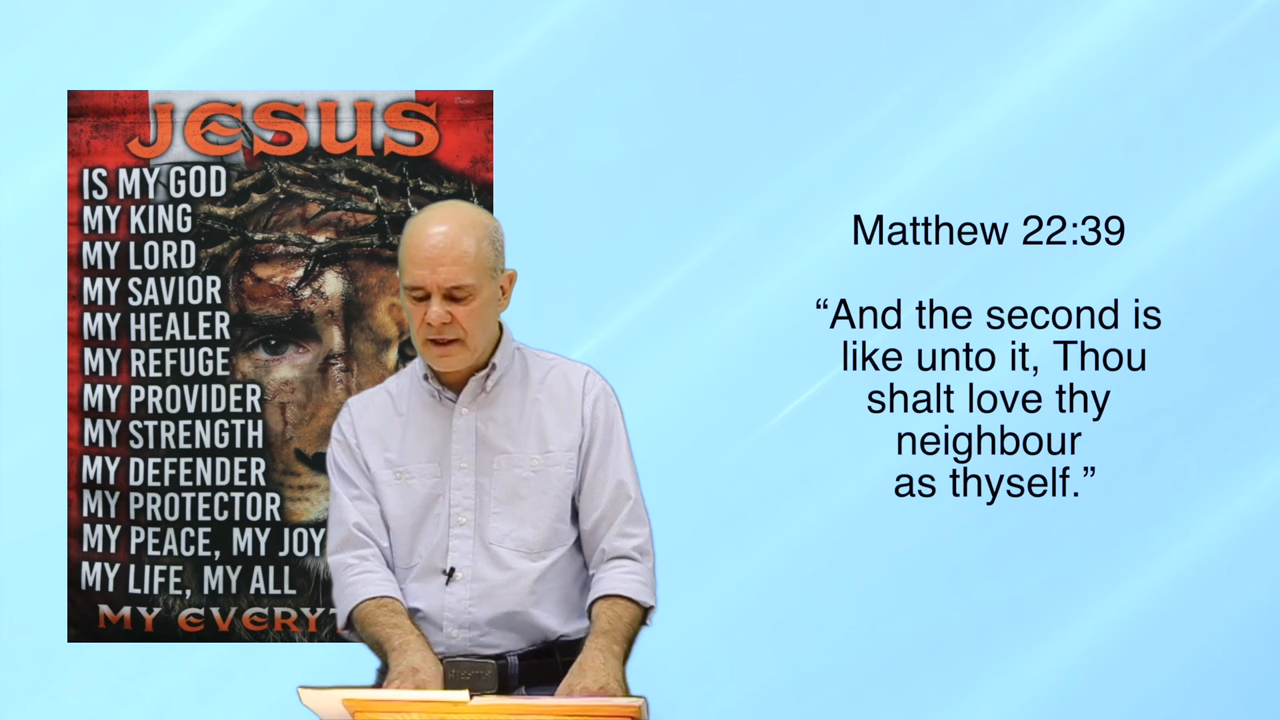 JESUS
IS MY GOD
MY KING
MY LORD
MY SAVIOR
MY HEALER
MY REFUGE
MY PROVIDER
MY STRENGTH
MY DEFENDER
MY PROTECTOR
MY PEACE, MY JOY
MY LIFE, MY ALL
MY EVERYT
Matthew 22:39
“And the second is
like unto it, Thou
shalt love thy
neighbour
as thyself.”